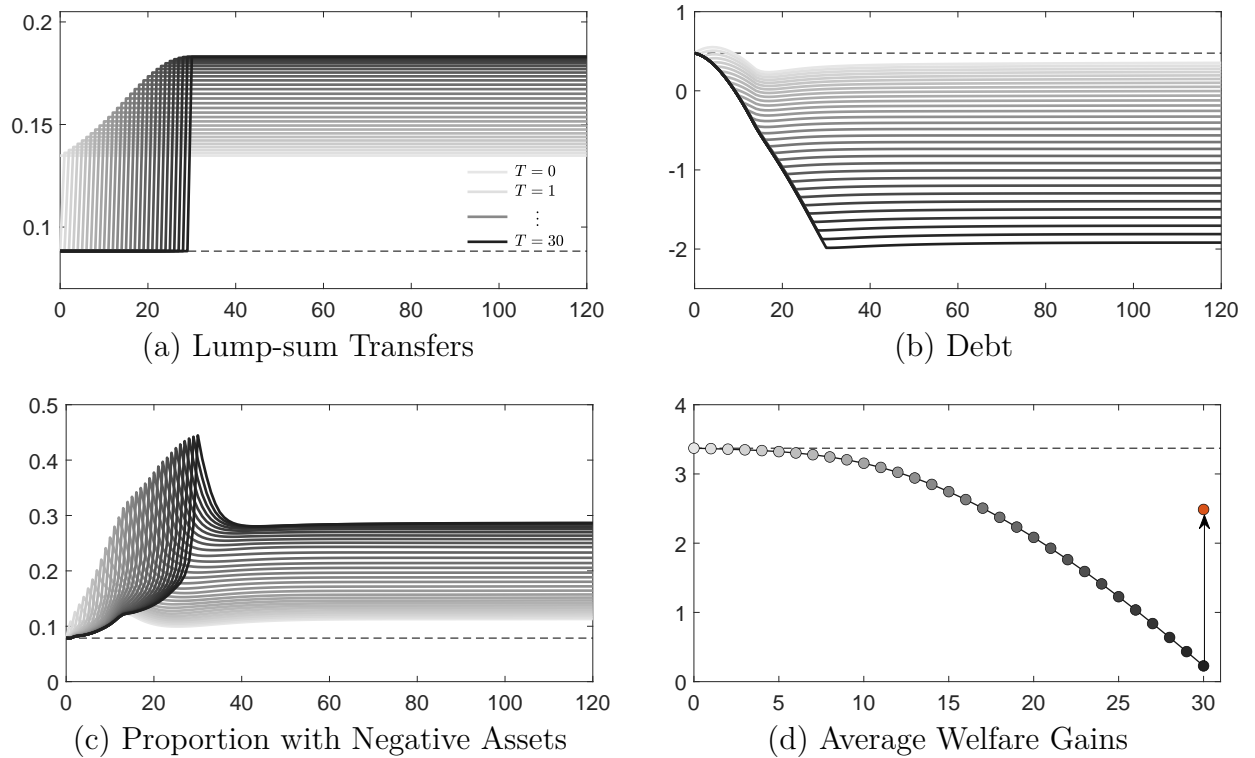 0.2
0.15
0.1
0 20 40 60 80 100 120
T = 0
T = 1
⋮
T = 30
(a) Lump-sum Transfers
1
0
-1
-2
0 20 40 60 80 100 120
(b) Debt
0.5
0.4
0.3
0.2
0.1
0
0 20 40 60 80 100 120
(c) Proportion with Negative Assets
4
3
2
1
0
0 5 10 15 20 25 30
(d) Average Welfare Gains